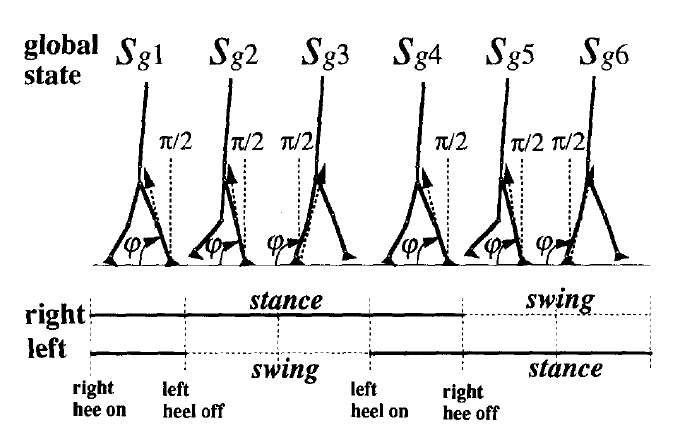 global state Sg1 Sg2 Sg3 Sg4 Sg5 Sg6
π/2 π/2 π/2 π/2 π/2 π/2
φ φ φ φ φ φ
stance swing
right
left
swing stance
right left left right
hee on heel off heel on hee off